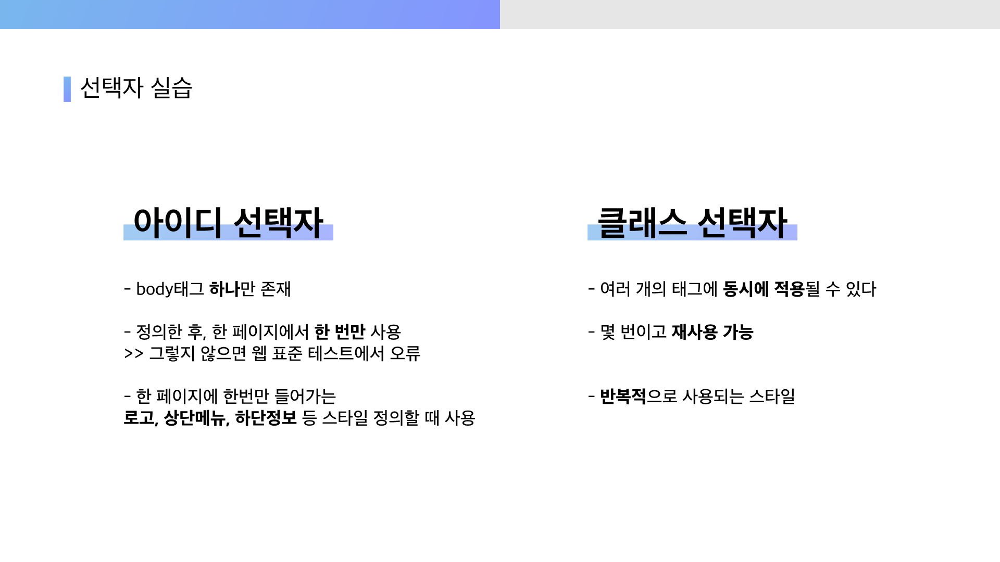 선택자 실습
아이디 선택자
- body태그 하나만 존재
- 정의한 후, 한 페이지에서 한 번만 사용
>> 그렇지 않으면 웹 표준 테스트에서 오류
- 한 페이지에 한번만 들어가는
로고, 상단메뉴, 하단정보 등 스타일 정의할 때 사용
클래스 선택자
- 여러 개의 태그에 동시에 적용될 수 있다
- 몇 번이고 재사용 가능
- 반복적으로 사용되는 스타일